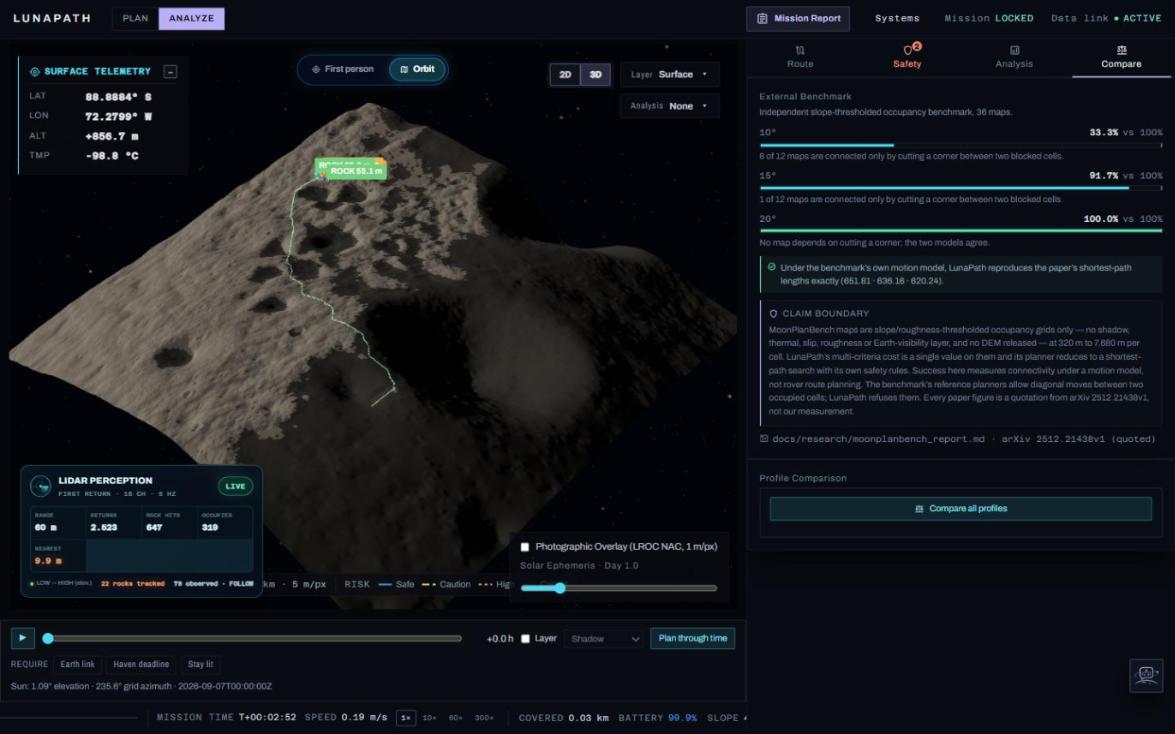 LUNAPATH PLAN ANALYZE Mission Report Systems Mission LOCKED Data link ACTIVE
SURFACE TELEMETRY
LAT 88.8884° S
LON 72.2799° W
ALT +856.7 m
TMP -98.8 °C
First person Orbit
2D 3D Layer Surface
Analysis None
ROCK 55.1 m
Route Safety 2 Analysis Compare
External Benchmark
Independent slope-thresholded occupancy benchmark, 36 maps.
10° 33.3% vs 100%
8 of 12 maps are connected only by cutting a corner between two blocked cells.
15° 91.7% vs 100%
1 of 12 maps are connected only by cutting a corner between two blocked cells.
20° 100.0% vs 100%
No map depends on cutting a corner; the two models agree.
Under the benchmark's own motion model, LunaPath reproduces the paper's shortest-path
lengths exactly (651.81 · 636.16 · 620.24).
CLAIM BOUNDARY
MoonPlanBench maps are slope/roughness-thresholded occupancy grids only — no shadow,
thermal, slip, roughness or Earth-visibility layer, and no DEM released — at 320 m to 7,680 m per
cell. LunaPath's multi-criteria cost is a single value on them and its planner reduces to a shortest-
path search with its own safety rules. Success here measures connectivity under a motion model,
not rover route planning. The benchmark's reference planners allow diagonal moves between two
occupied cells; LunaPath refuses them. Every paper figure is a quotation from arXiv 2512.21438v1,
not our measurement.
docs/research/moonplanbench_report.md · arXiv 2512.21438v1 (quoted)
Profile Comparison
Compare all profiles
LIDAR PERCEPTION
FIRST RETURN · 16 CH · 5 HZ
LIVE
RANGE RETURNS ROCK HITS OCCUPIED
60 m 2.523 647 319
NEAREST
9.9 m
LOW → HIGH (elev.) 22 rocks tracked 78 observed · FOLLOW
km · 5 m/px RISK Safe Caution High
Photographic Overlay (LROC NAC, 1 m/px)
Solar Ephemeris · Day 1.0
+0.0 h Layer Shadow Plan through time
REQUIRE Earth link Haven deadline Stay lit
Sun: 1.09° elevation · 235.6° grid azimuth · 2026-09-07T00:00:00Z
MISSION TIME T+00:02:52 SPEED 0.19 m/s 1× 10× 60× 300× COVERED 0.03 km BATTERY 99.9% SLOPE